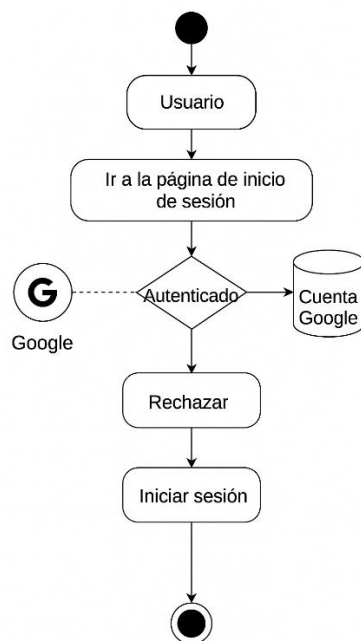 Usuario
Ir a la página de inicio
de sesión
G
Google
Autenticado
Cuenta
Google
Rechazar
Iniciar sesión